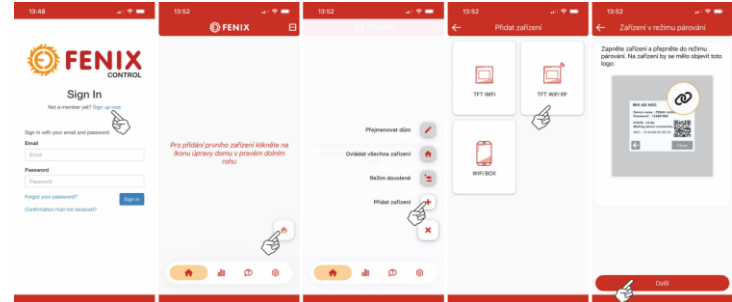 13:48
FENIX
CONTROL
Sign In
Not a member yet? Sign up now
Sign in with your email and password
Email
Email
Password
Password
Forgot your password?
Sign in
Confirmation mail not received?
13:52
FENIX
Pro přidání prvního zařízení klikněte na
ikonu úpravy domu v pravém dolním
rohu
13:52
FENIX
Přejmenovat dům
Ovládat všechna zařízení
Režim dovolené
Přidat zařízení
13:52
Přidat zařízení
TFT WIFI
TFT WIFI RF
WIFI BOX
13:52
Zařízení v režimu párování
Zapněte zařízení a přepněte do režimu
párování. Na zařízení by se mělo objevit toto
logo:
Další